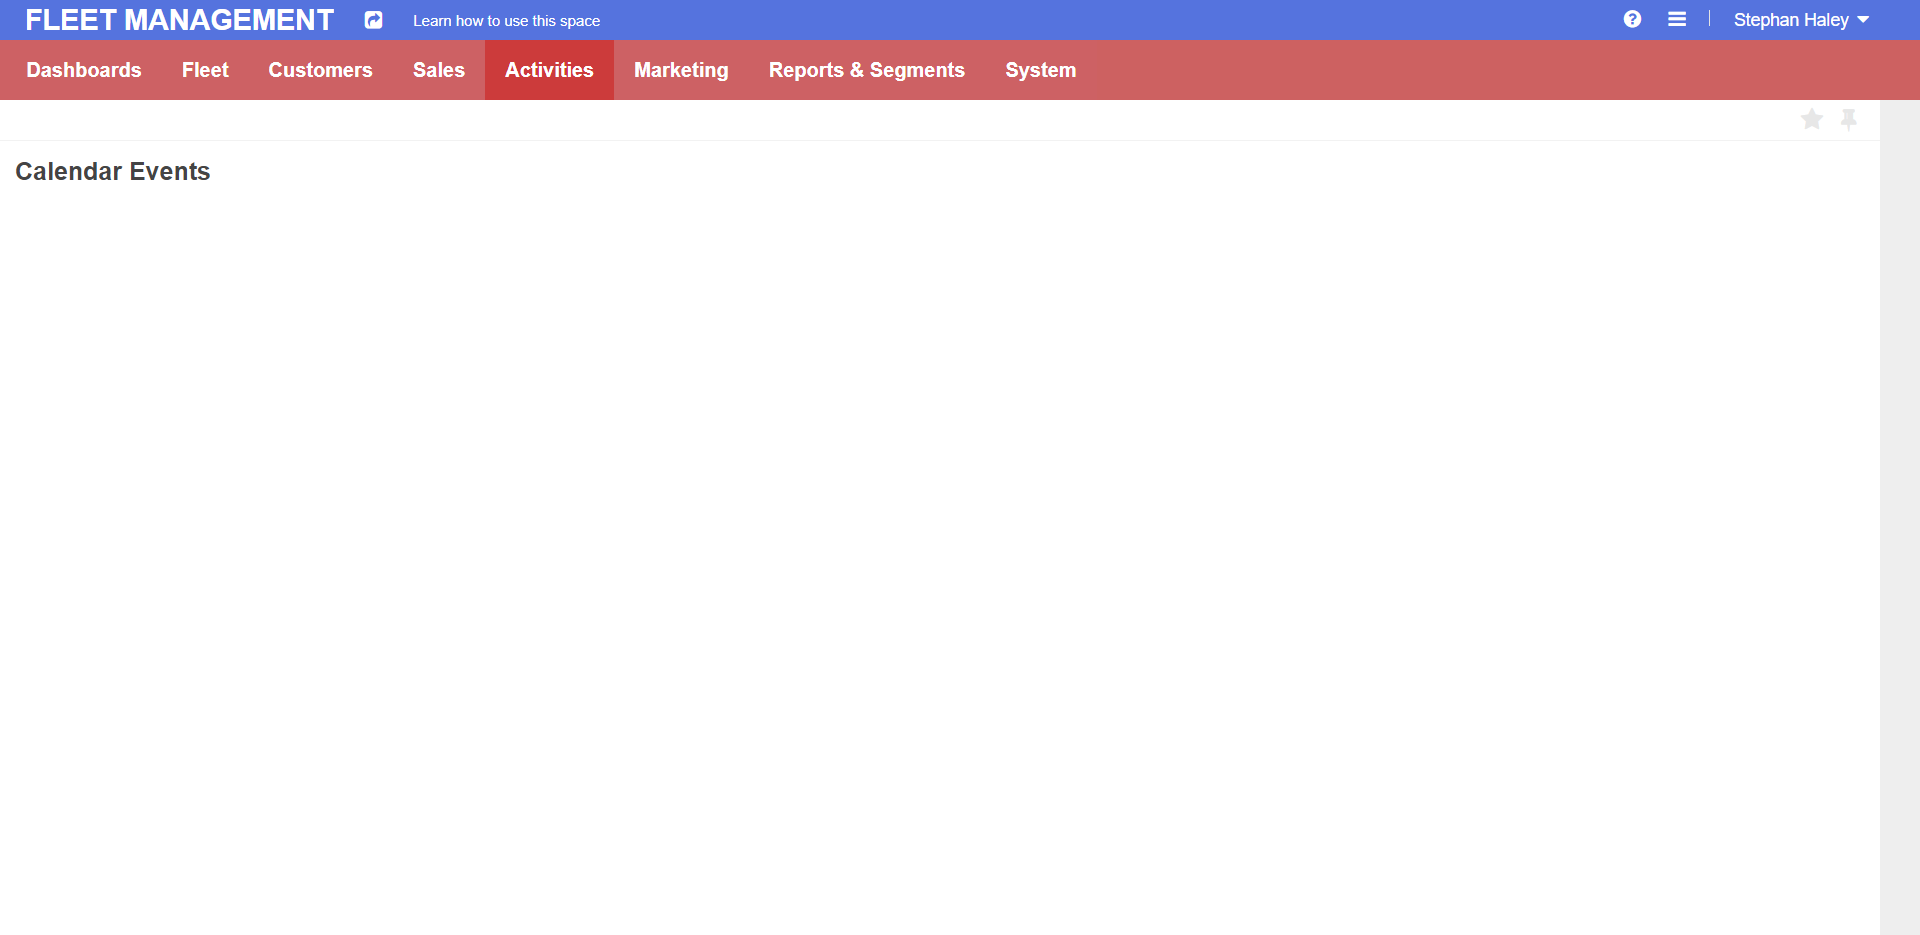 FLEET MANAGEMENT Learn how to use this space Stephan Haley
Dashboards Fleet Customers Sales Activities Marketing Reports & Segments System
Calendar Events